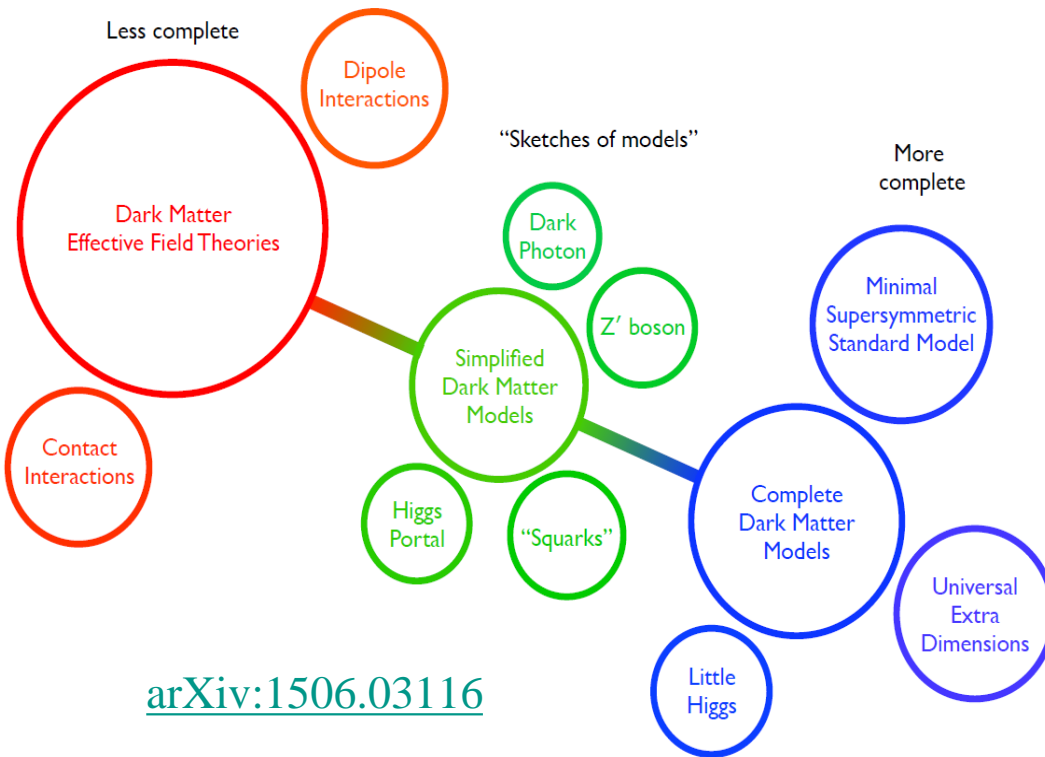 Less complete
Dipole
Interactions
Dark Matter
Effective Field Theories
Contact
Interactions
“Sketches of models”
Dark
Photon
Z′ boson
Simplified
Dark Matter
Models
Higgs
Portal
“Squarks”
More
complete
Minimal
Supersymmetric
Standard Model
Complete
Dark Matter
Models
Universal
Extra
Dimensions
Little
Higgs
arXiv:1506.03116